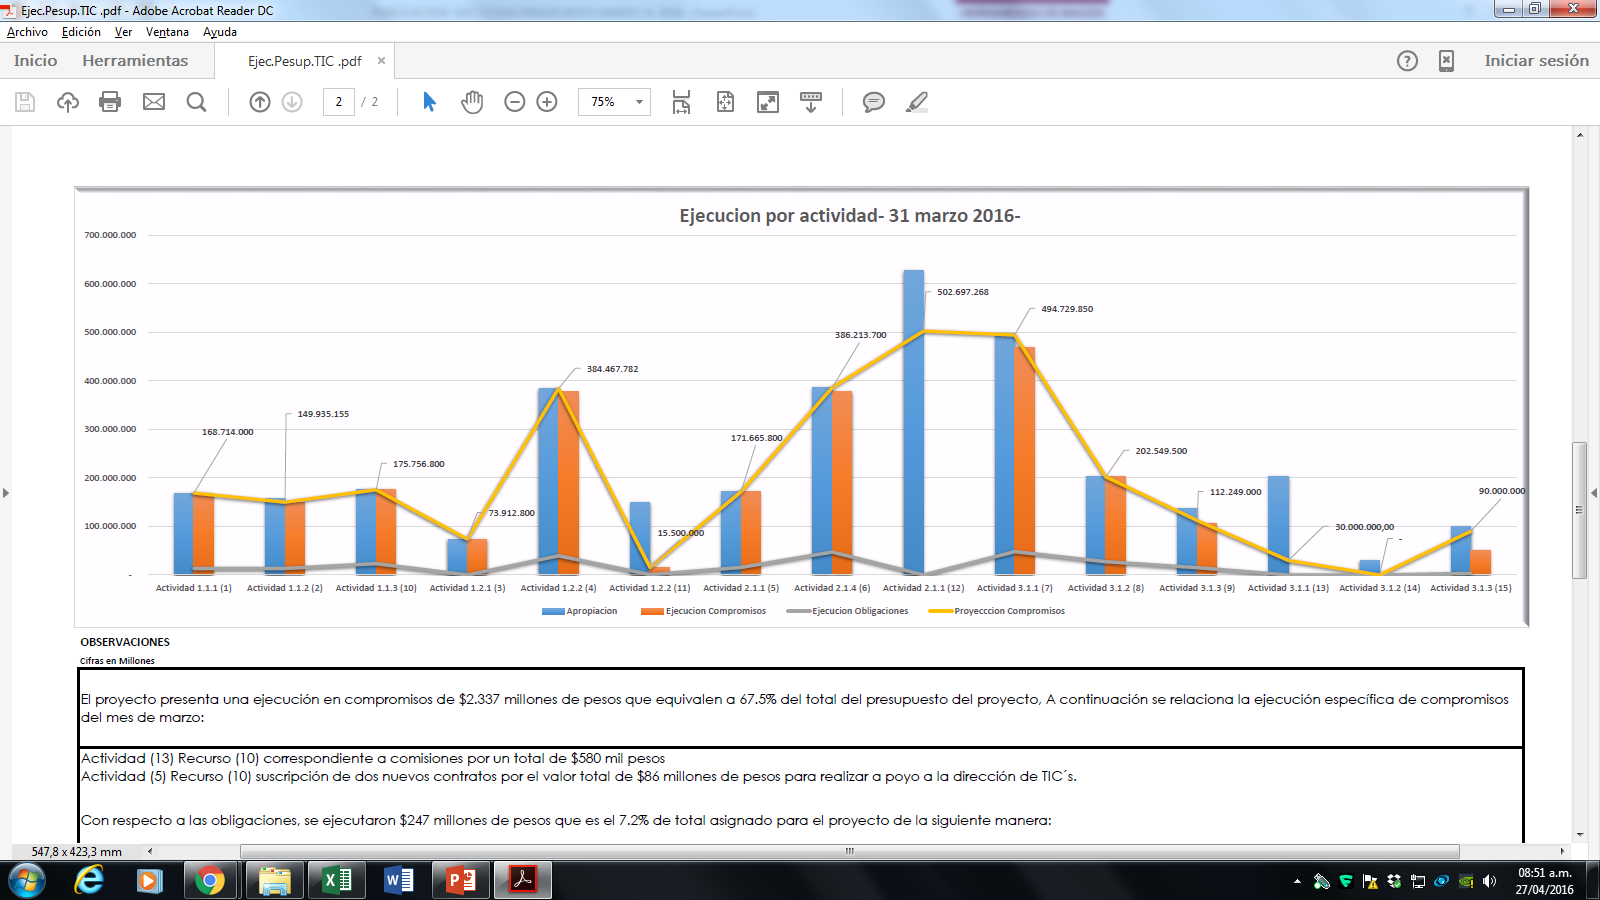 Ejec.Pesup.TIC .pdf - Adobe Acrobat Reader DC
Archivo Edición Ver Ventana Ayuda
Inicio Herramientas Ejec.Pesup.TIC .pdf × Iniciar sesión
2 / 2 75%
Ejecucion por actividad- 31 marzo 2016-
700.000.000
600.000.000
500.000.000
400.000.000
300.000.000
200.000.000
100.000.000
-
168.714.000
149.935.155
175.756.800
73.912.800
384.467.782
15.500.000
171.665.800
386.213.700
502.697.268
494.729.850
202.549.500
112.249.000
30.000.000,00
-
90.000.000
Actividad 1.1.1 (1) Actividad 1.1.2 (2) Actividad 1.1.3 (10) Actividad 1.2.1 (3) Actividad 1.2.2 (4) Actividad 1.2.2 (11) Actividad 2.1.1 (5) Actividad 2.1.4 (6) Actividad 2.1.1 (12) Actividad 3.1.1 (7) Actividad 3.1.2 (8) Actividad 3.1.3 (9) Actividad 3.1.1 (13) Actividad 3.1.2 (14) Actividad 3.1.3 (15)
Apropiacion Ejecucion Compromisos Ejecucion Obligaciones Proyecccion Compromisos
OBSERVACIONES
Cifras en Millones
El proyecto presenta una ejecución en compromisos de $2.337 millones de pesos que equivalen a 67.5% del total del presupuesto del proyecto, A continuación se relaciona la ejecución específica de compromisos
del mes de marzo:
Actividad (13) Recurso (10) correspondiente a comisiones por un total de $580 mil pesos
Actividad (5) Recurso (10) suscripción de dos nuevos contratos por el valor total de $86 millones de pesos para realizar a poyo a la dirección de TIC´s.
Con respecto a las obligaciones, se ejecutaron $247 millones de pesos que es el 7.2% de total asignado para el proyecto de la siguiente manera:
547,8 x 423,3 mm
08:51 a.m.
27/04/2016